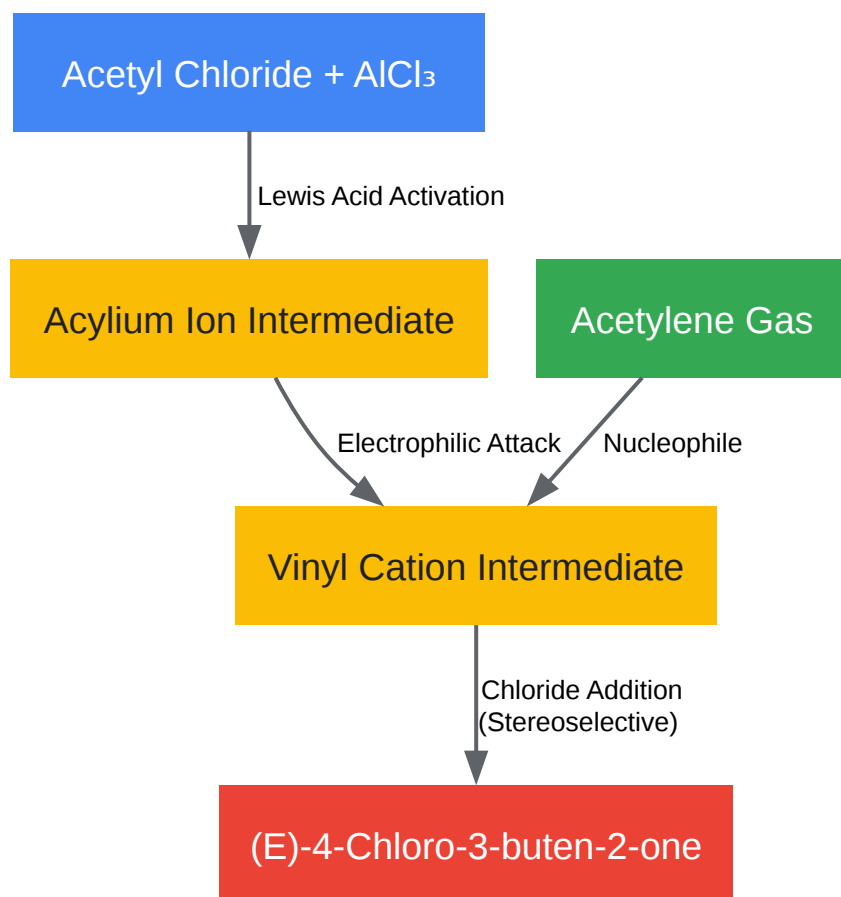 Acetyl Chloride + AlCl₃
Lewis Acid Activation
Acylium Ion Intermediate
Acetylene Gas
Electrophilic Attack
Nucleophile
Vinyl Cation Intermediate
Chloride Addition
(Stereoselective)
(E)-4-Chloro-3-buten-2-one